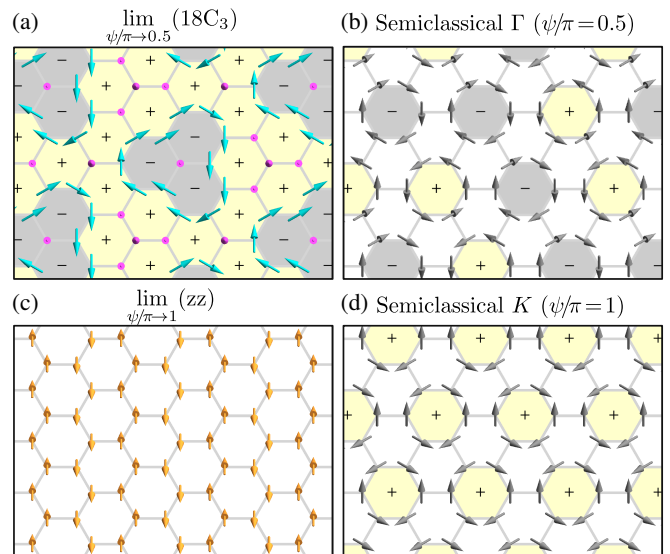 (a)
lim (18C₃)
ψ/π→0.5
(b) Semiclassical Γ (ψ/π=0.5)
− − +
+ + − +
− + −
(c)
lim (zz)
ψ/π→1
(d) Semiclassical K (ψ/π=1)
+ + +
+ + + +
+ + +